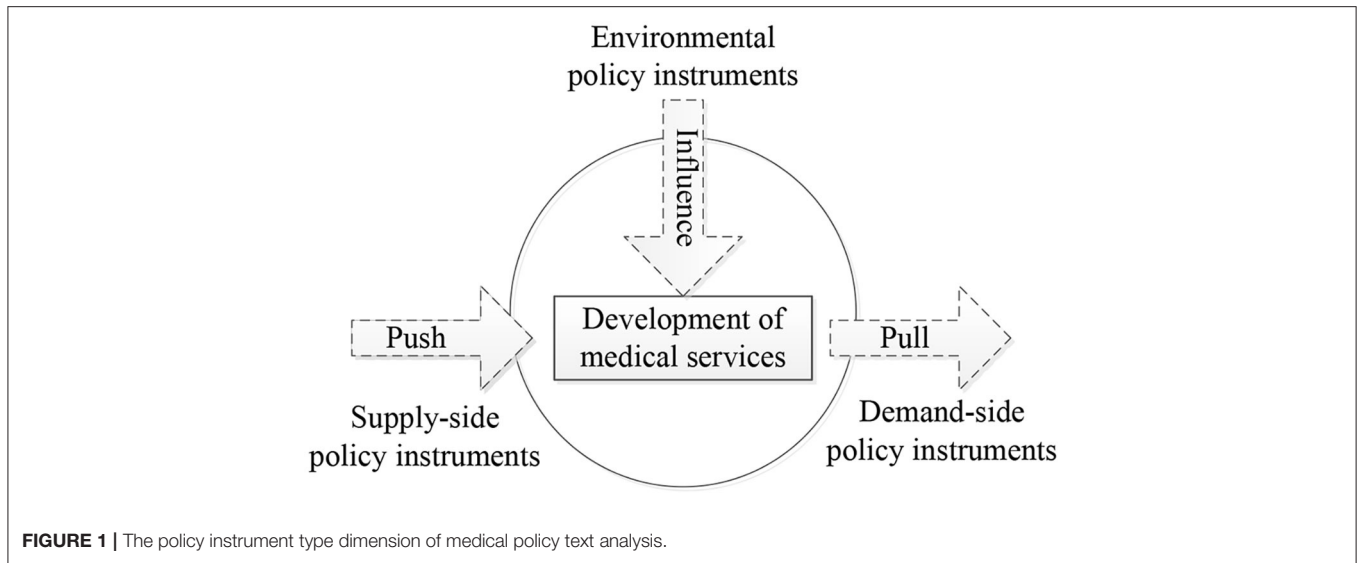 Environmental
policy instruments
Influence
Push
Development of
medical services
Pull
Supply-side
policy instruments
Demand-side
policy instruments
FIGURE 1 | The policy instrument type dimension of medical policy text analysis.